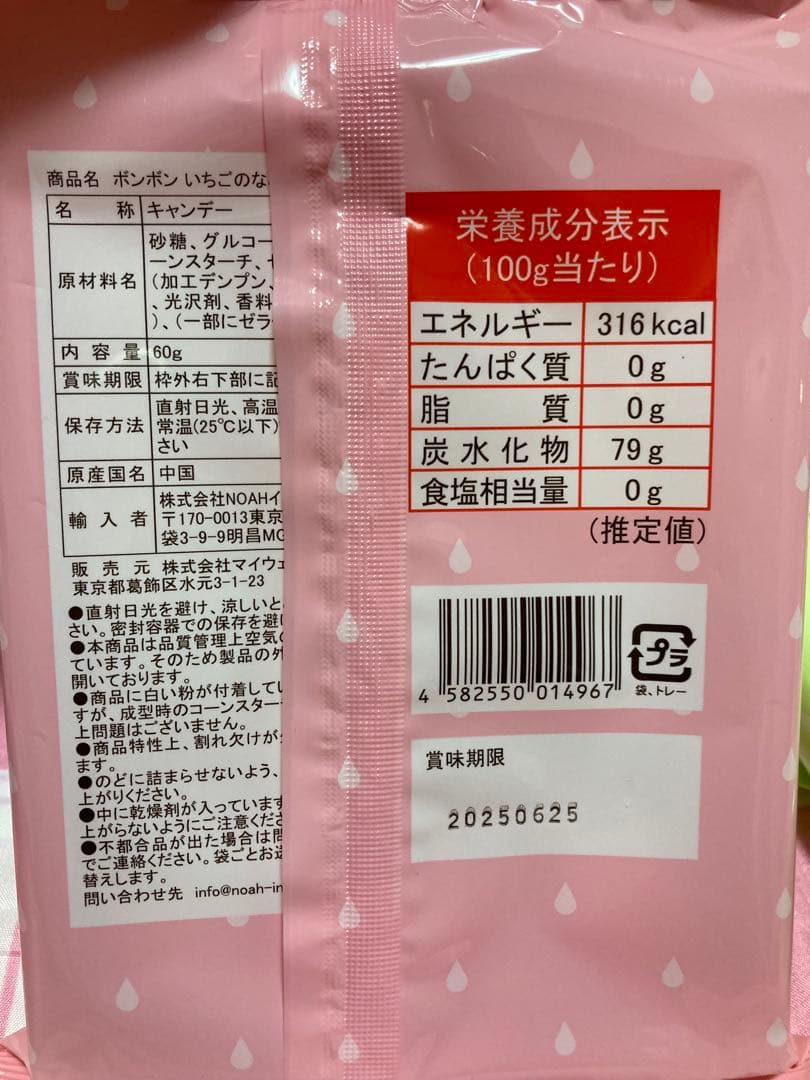 商品名 ボンボン いちごのな
名 称 キャンデー
原材料名 砂糖、グルコー
ーンスターチ、
(加工デンプン、
、光沢剤、香料
)、(一部にゼラ
内容量 60g
賞味期限 枠外右下部に記
保存方法 直射日光、高温
常温(25℃以下)
さい
原産国名 中国
輸入者 株式会社NOAHイ
〒170-0013東京
袋3-9-9明昌MG
販売元 株式会社マイウェ
東京都葛飾区水元3-1-23
●直射日光を避け、涼しいと
さい。密封容器での保存を避
●本商品は品質管理上空気の
ています。そのため製品の外
開いております。
●商品に白い粉が付着してい
すが、成型時のコーンスター
上問題はございません。
●商品特性上、割れ欠けが
ます。
●のどに詰まらせないよう、
上がりください。
●中に乾燥剤が入っています
上がらないようにご注意くださ
●不都合品が出た場合は問
でご連絡ください。袋ごとお送
替えします。
問い合わせ先 info@noah-in
栄養成分表示
(100g当たり)
エネルギー 316kcal
たんぱく質 0g
脂質 0g
炭水化物 79g
食塩相当量 0g
(推定値)
4 582550 014967
プラ
袋、トレー
賞味期限
20250625